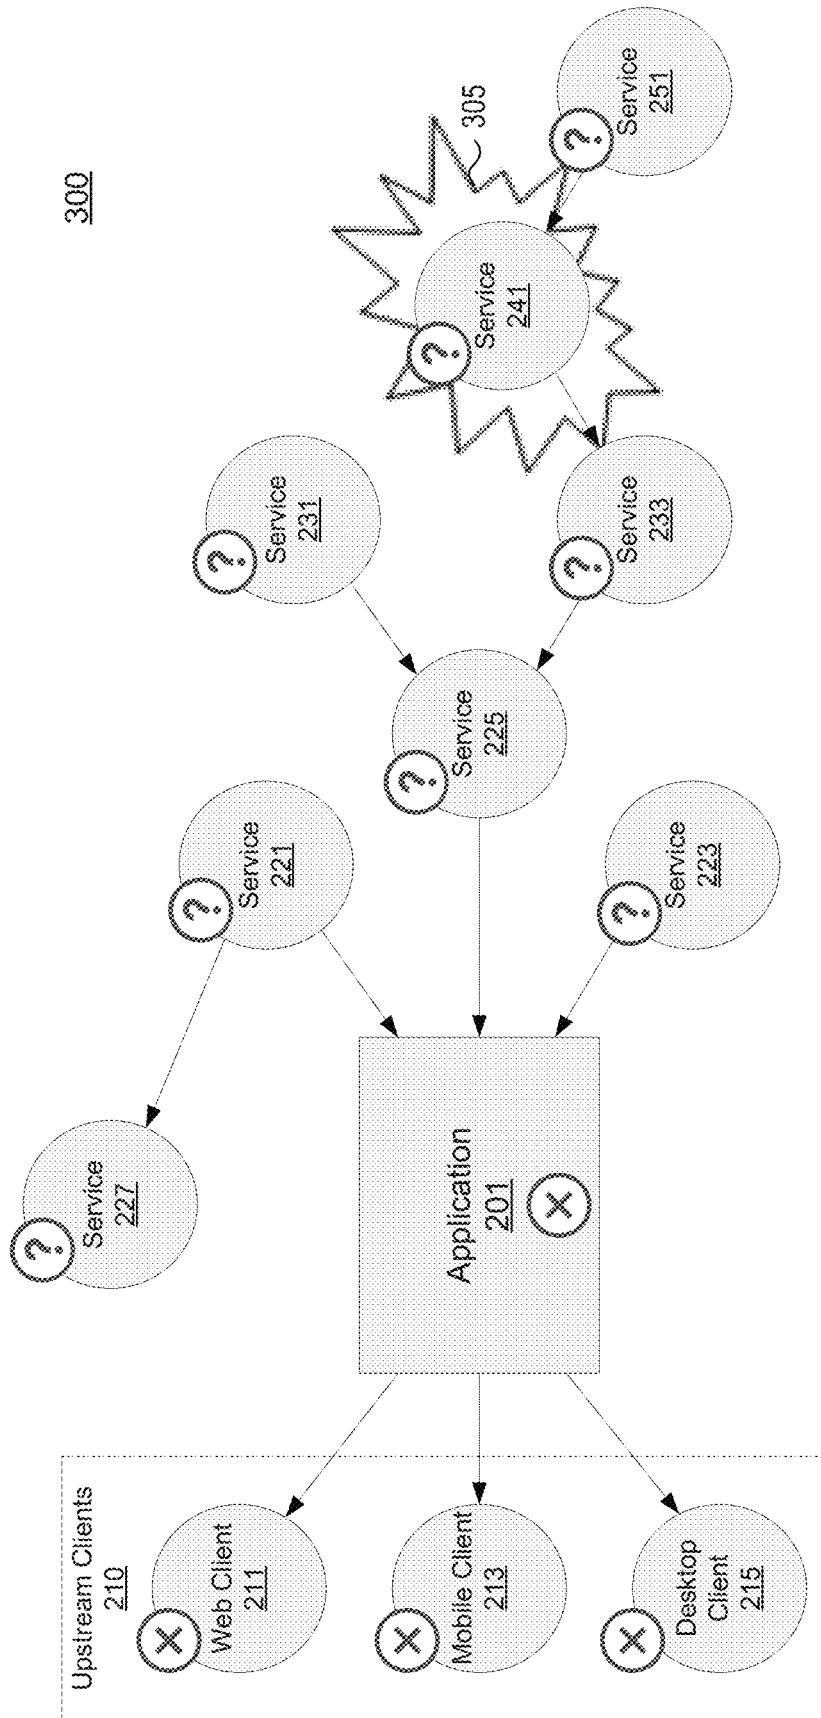 300
Upstream Clients
210
Web Client
211
Mobile Client
213
Desktop
Client
215
Application
201
Service
227
Service
221
Service
223
Service
225
Service
231
Service
233
Service
241
305
Service
251
×
×
×
×
?
?
?
?
?
?
?
?